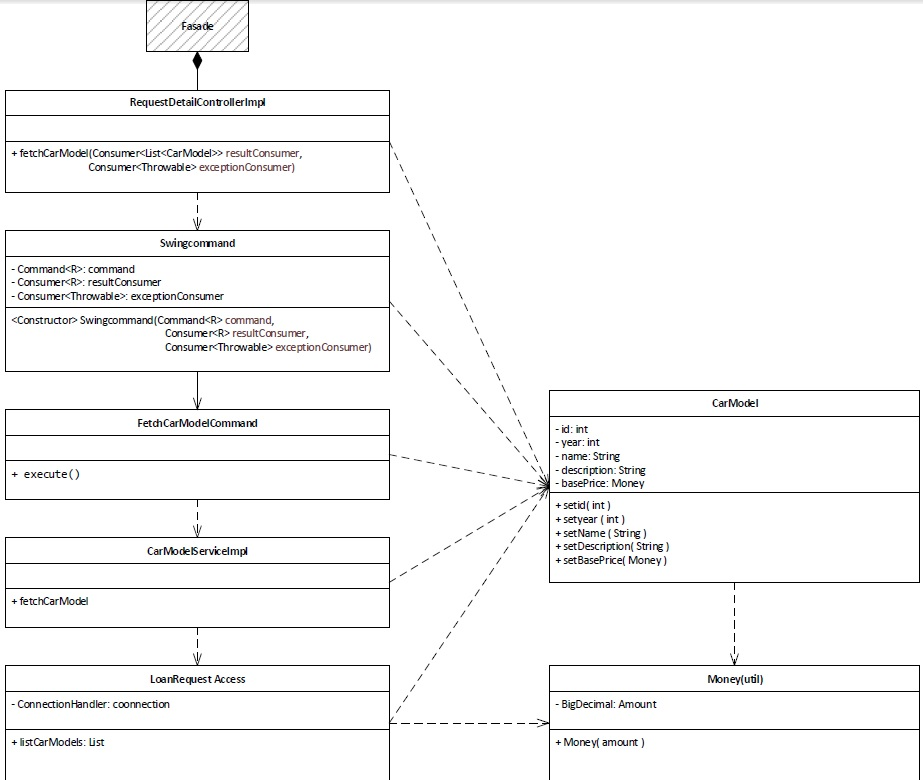 Fasade
RequestDetailControllerImpl
+ fetchCarModel(Consumer<List<CarModel>> resultConsumer,
Consumer<Throwable> exceptionConsumer)
Swingcommand
- Command<R>: command
- Consumer<R>: resultConsumer
- Consumer<Throwable>: exceptionConsumer
<Constructor> Swingcommand(Command<R> command,
Consumer<R> resultConsumer,
Consumer<Throwable> exceptionConsumer)
FetchCarModelCommand
+ execute()
CarModelServiceImpl
+ fetchCarModel
LoanRequest Access
- ConnectionHandler: coonnection
+ listCarModels: List
CarModel
- id: int
- year: int
- name: String
- description: String
- basePrice: Money
+ setid( int )
+ setyear ( int )
+ setName ( String )
+ setDescription( String )
+ setBasePrice( Money )
Money(util)
- BigDecimal: Amount
+ Money( amount )